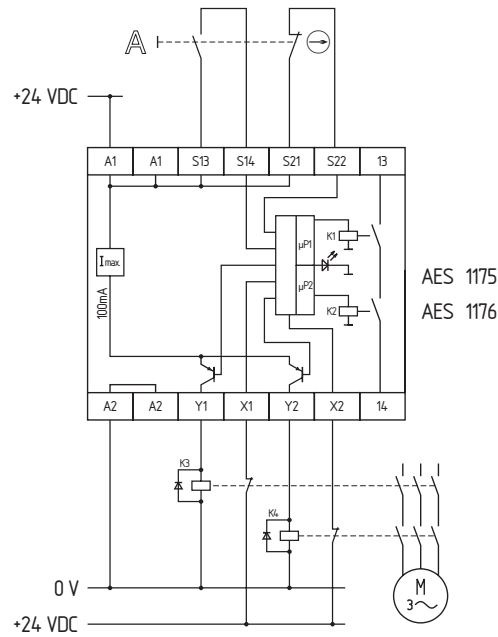 A
+24 VDC
A1 A1 S13 S14 S21 S22 13
K1
µP1
I max.
100mA
µP2
K2
AES 1175
AES 1176
A2 A2 Y1 X1 Y2 X2 14
K3
K4
M
3~
0 V
+24 VDC